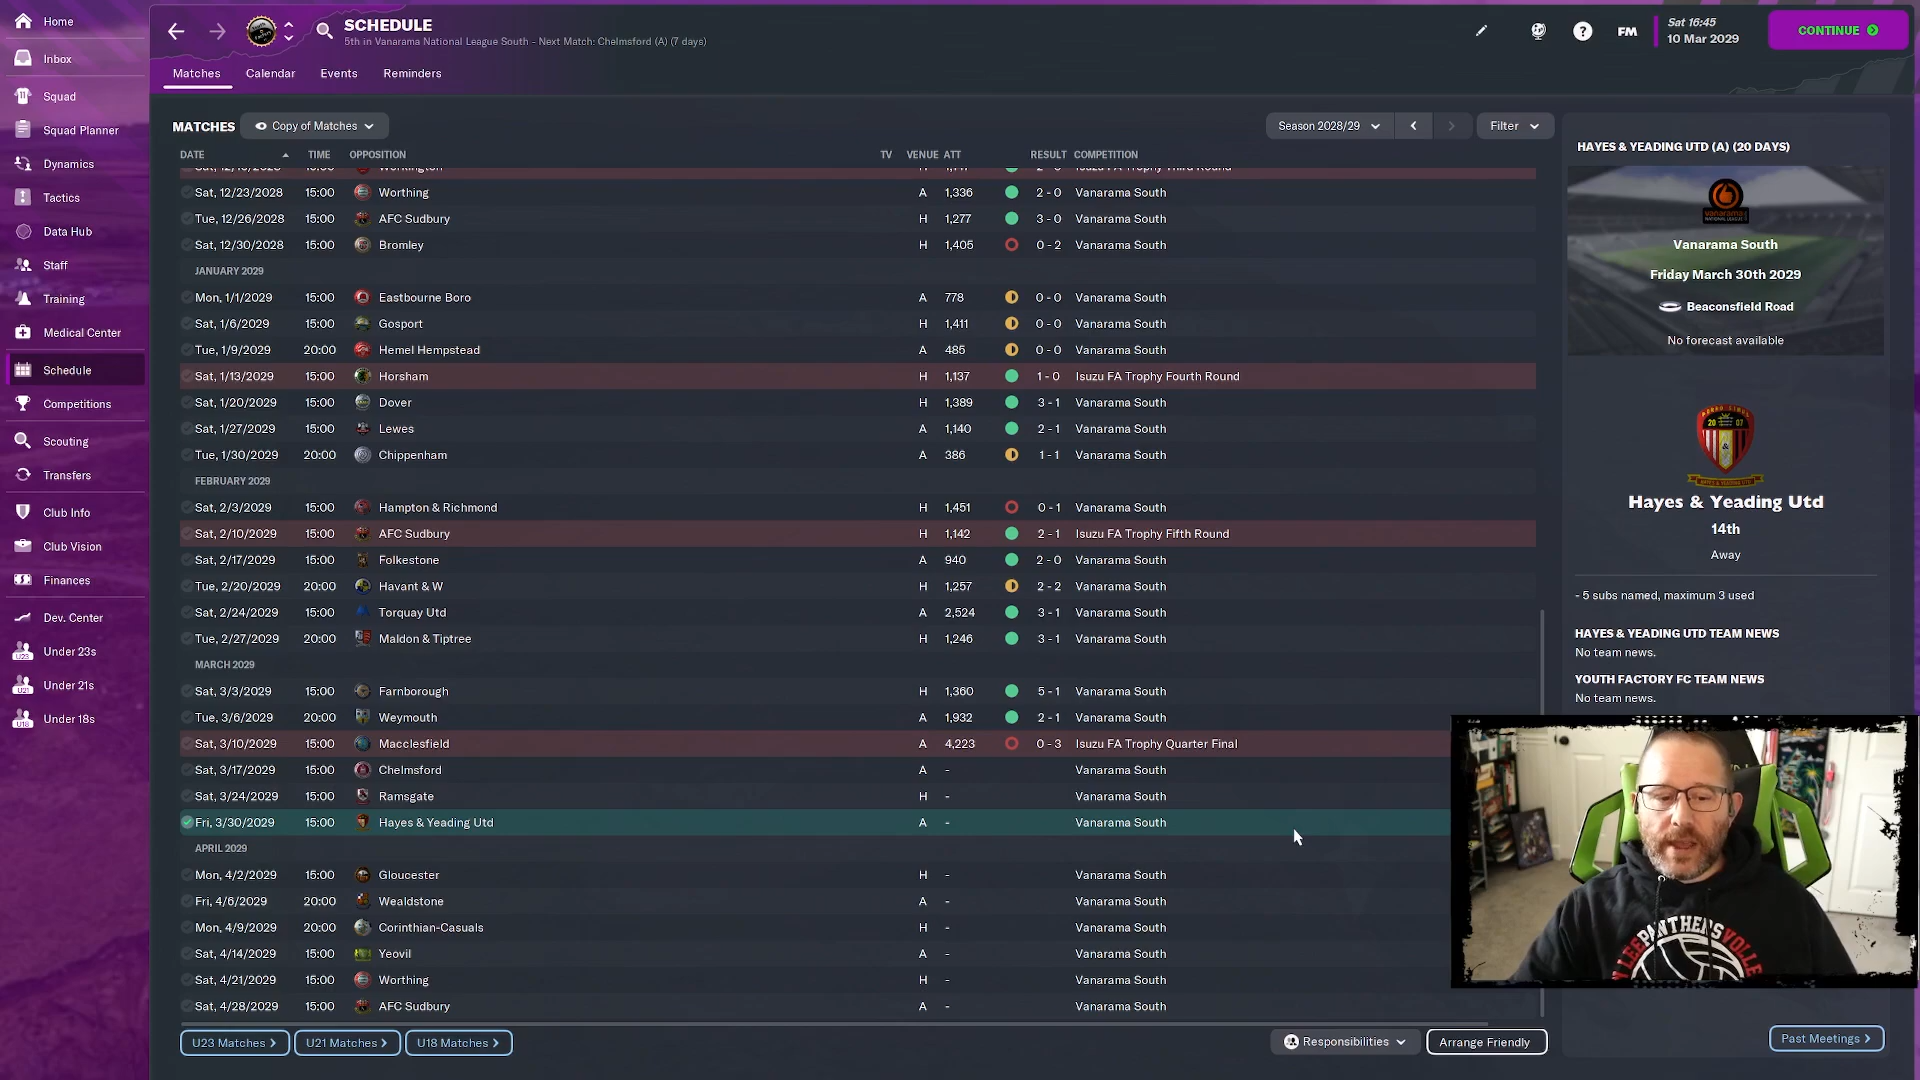 Home
Inbox
Squad
Squad Planner
Dynamics
Tactics
Data Hub
Staff
Training
Medical Center
Schedule
Competitions
Scouting
Transfers
Club Info
Club Vision
Finances
Dev. Center
U23 Under 23s
U21 Under 21s
U18 Under 18s
SCHEDULE
5th in Vanarama National League South - Next Match: Chelmsford (A) (7 days)
FM
Sat 16:45
10 Mar 2029
CONTINUE
Matches Calendar Events Reminders
MATCHES Copy of Matches Season 2028/29 Filter
DATE TIME OPPOSITION TV VENUE ATT RESULT COMPETITION
Sat, 12/23/2028 15:00 Worthing A 1,336 2 - 0 Vanarama South
Tue, 12/26/2028 15:00 AFC Sudbury H 1,277 3 - 0 Vanarama South
Sat, 12/30/2028 15:00 Bromley H 1,405 0 - 2 Vanarama South
JANUARY 2029
Mon, 1/1/2029 15:00 Eastbourne Boro A 778 0 - 0 Vanarama South
Sat, 1/6/2029 15:00 Gosport H 1,411 0 - 0 Vanarama South
Tue, 1/9/2029 20:00 Hemel Hempstead A 485 0 - 0 Vanarama South
Sat, 1/13/2029 15:00 Horsham H 1,137 1 - 0 Isuzu FA Trophy Fourth Round
Sat, 1/20/2029 15:00 Dover H 1,389 3 - 1 Vanarama South
Sat, 1/27/2029 15:00 Lewes A 1,140 2 - 1 Vanarama South
Tue, 1/30/2029 20:00 Chippenham A 386 1 - 1 Vanarama South
FEBRUARY 2029
Sat, 2/3/2029 15:00 Hampton & Richmond H 1,451 0 - 1 Vanarama South
Sat, 2/10/2029 15:00 AFC Sudbury H 1,142 2 - 1 Isuzu FA Trophy Fifth Round
Sat, 2/17/2029 15:00 Folkestone A 940 2 - 0 Vanarama South
Tue, 2/20/2029 20:00 Havant & W H 1,257 2 - 2 Vanarama South
Sat, 2/24/2029 15:00 Torquay Utd A 2,524 3 - 1 Vanarama South
Tue, 2/27/2029 20:00 Maldon & Tiptree H 1,246 3 - 1 Vanarama South
MARCH 2029
Sat, 3/3/2029 15:00 Farnborough H 1,360 5 - 1 Vanarama South
Tue, 3/6/2029 20:00 Weymouth A 1,932 2 - 1 Vanarama South
Sat, 3/10/2029 15:00 Macclesfield A 4,223 0 - 3 Isuzu FA Trophy Quarter Final
Sat, 3/17/2029 15:00 Chelmsford A - Vanarama South
Sat, 3/24/2029 15:00 Ramsgate H - Vanarama South
Fri, 3/30/2029 15:00 Hayes & Yeading Utd A - Vanarama South
APRIL 2029
Mon, 4/2/2029 15:00 Gloucester H - Vanarama South
Fri, 4/6/2029 20:00 Wealdstone A - Vanarama South
Mon, 4/9/2029 20:00 Corinthian-Casuals H - Vanarama South
Sat, 4/14/2029 15:00 Yeovil A - Vanarama South
Sat, 4/21/2029 15:00 Worthing H - Vanarama South
Sat, 4/28/2029 15:00 AFC Sudbury A - Vanarama South
U23 Matches U21 Matches U18 Matches
Responsibilities Arrange Friendly
HAYES & YEADING UTD (A) (20 DAYS)
Vanarama South
Friday March 30th 2029
Beaconsfield Road
No forecast available
20 07
Hayes & Yeading Utd
14th
Away
- 5 subs named, maximum 3 used
HAYES & YEADING UTD TEAM NEWS
No team news.
YOUTH FACTORY FC TEAM NEWS
No team news.
Past Meetings